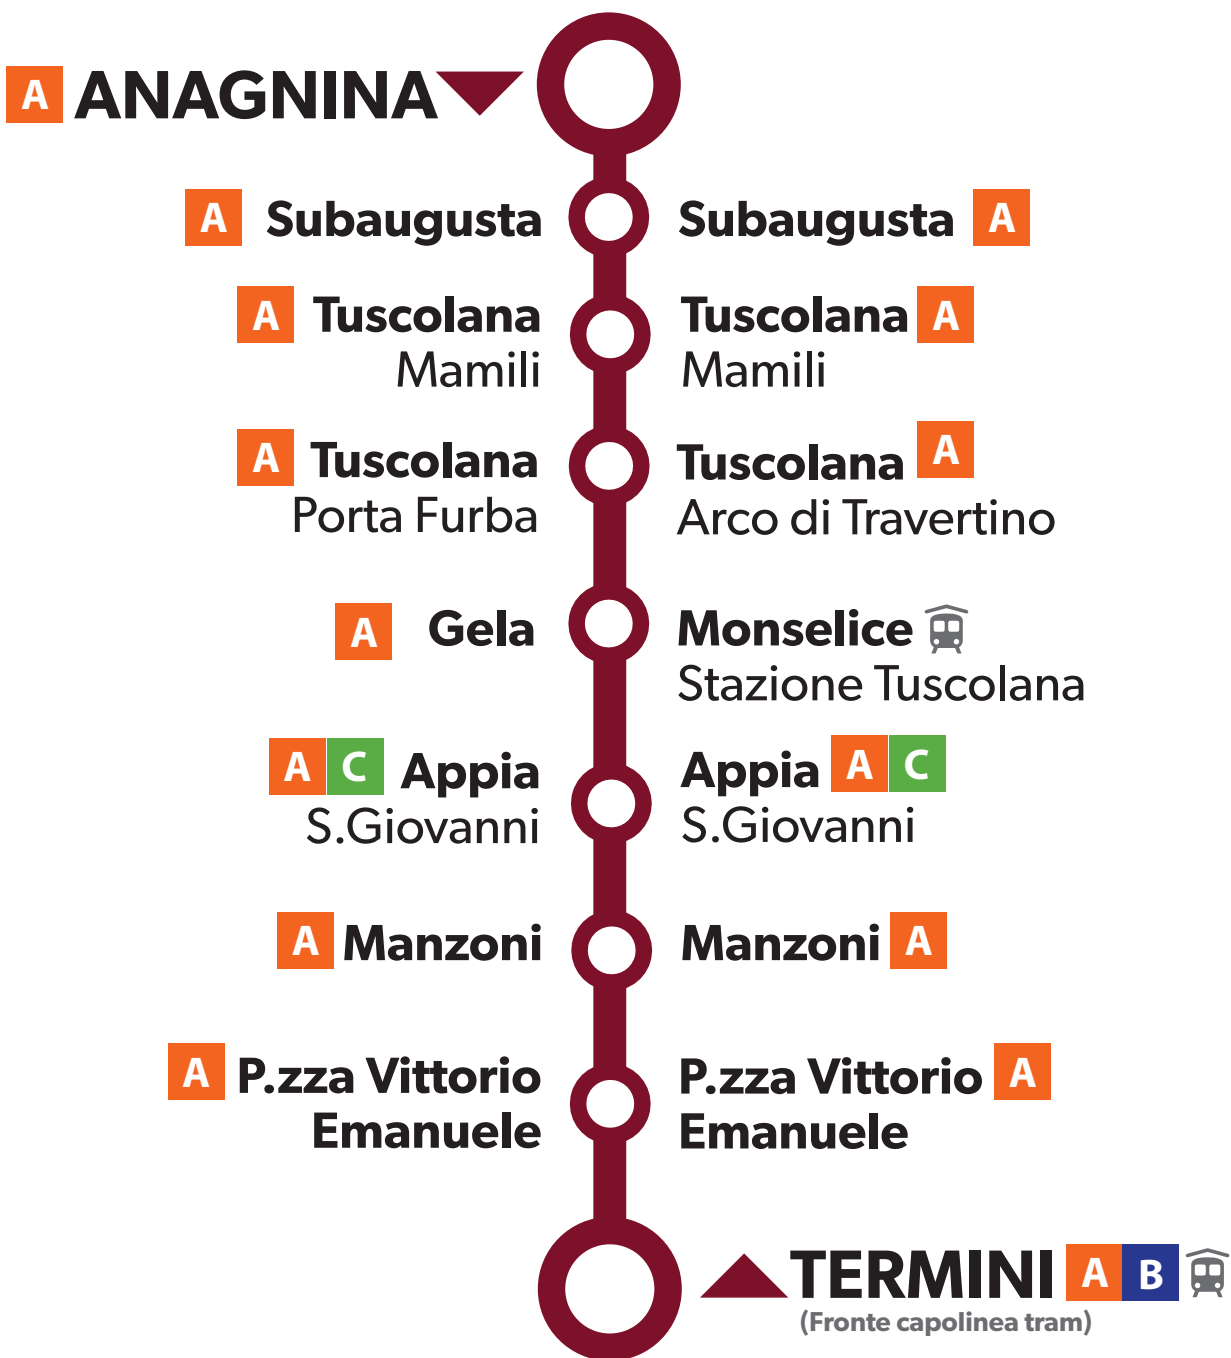 A ANAGNINA
A Subaugusta
Subaugusta A
A Tuscolana
Mamili
Tuscolana A
Mamili
A Tuscolana
Porta Furba
Tuscolana A
Arco di Travertino
A Gela
Monselice
Stazione Tuscolana
A C Appia
S.Giovanni
Appia A C
S.Giovanni
A Manzoni
Manzoni A
A P.zza Vittorio
Emanuele
P.zza Vittorio A
Emanuele
TERMINI A B
(Fronte capolinea tram)